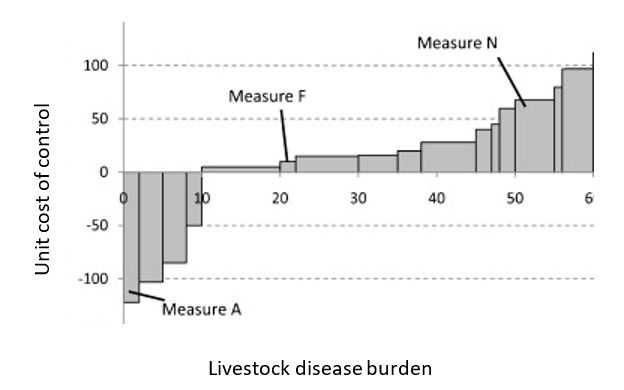 Measure N
100
Measure F
50
0
0 10 20 30 40 50 6
-50
-100
Measure A
Unit cost of control
Livestock disease burden